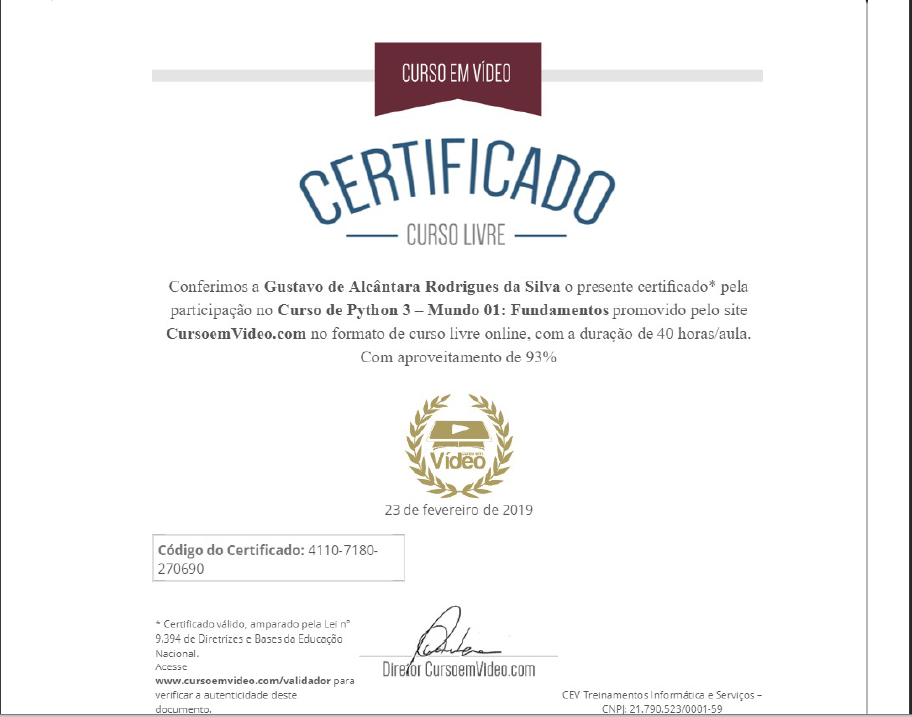 CURSO EM VÍDEO
CERTIFICADO
CURSO LIVRE
Conferimos a Gustavo de Alcântara Rodrigues da Silva o presente certificado* pela
participação no Curso de Python 3 – Mundo 01: Fundamentos promovido pelo site
CursoemVideo.com no formato de curso livre online, com a duração de 40 horas/aula.
Com aproveitamento de 93%
Vídeo
23 de fevereiro de 2019
Código do Certificado: 4110-7180-
270690
* Certificado válido, amparado pela Lei nº
9.394 de Diretrizes e Bases da Educação
Nacional.
Acesse
www.cursoemvideo.com/validador para
verificar a autenticidade deste
documento.
Diretor CursoemVideo.com
CEV Treinamentos Informática e Serviços –
CNPJ: 21.790.523/0001-59